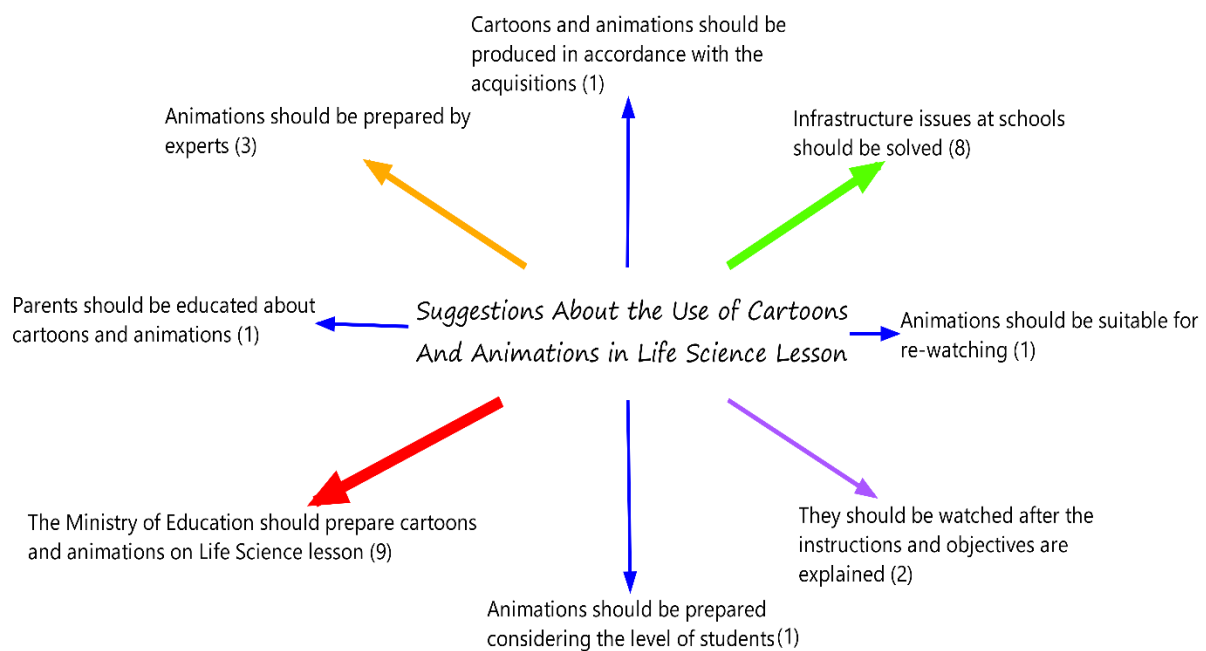 Cartoons and animations should be
produced in accordance with the
acquisitions (1)
Animations should be prepared by
experts (3)
Infrastructure issues at schools
should be solved (8)
Parents should be educated about
cartoons and animations (1)
Suggestions About the Use of Cartoons
And Animations in Life Science Lesson
Animations should be suitable for
re-watching (1)
The Ministry of Education should prepare cartoons
and animations on Life Science lesson (9)
They should be watched after the
instructions and objectives are
explained (2)
Animations should be prepared
considering the level of students (1)